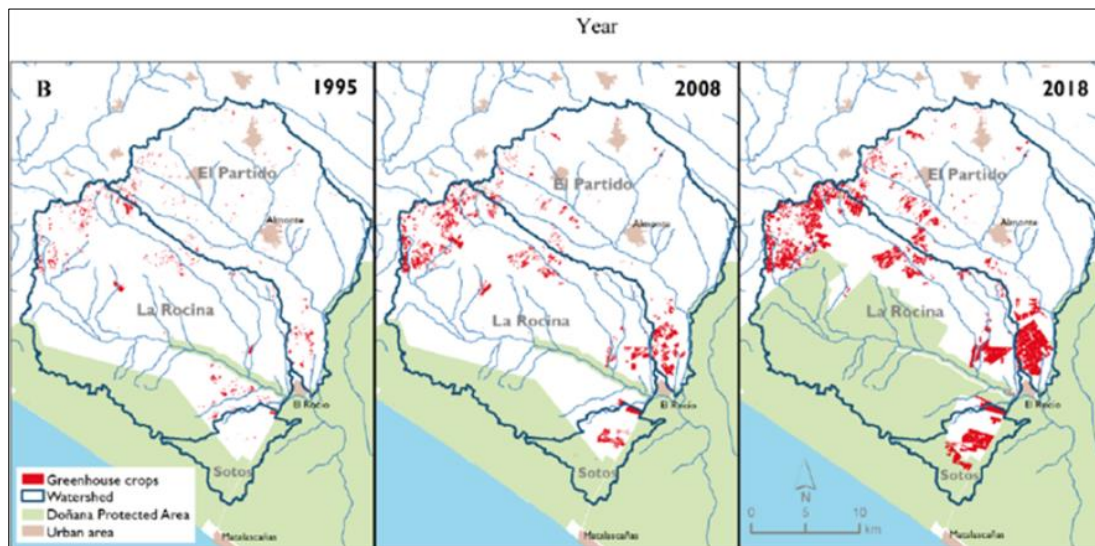 Year
B
1995
El Partido
Almonte
La Rocina
El Rocío
Sotos
Matalascañas
Greenhouse crops
Watershed
Doñana Protected Area
Urban area
2008
El Partido
Almonte
La Rocina
El Rocío
Sotos
Matalascañas
2018
El Partido
Almonte
La Rocina
El Rocío
Sotos
Matalascañas
N
0 5 10
km